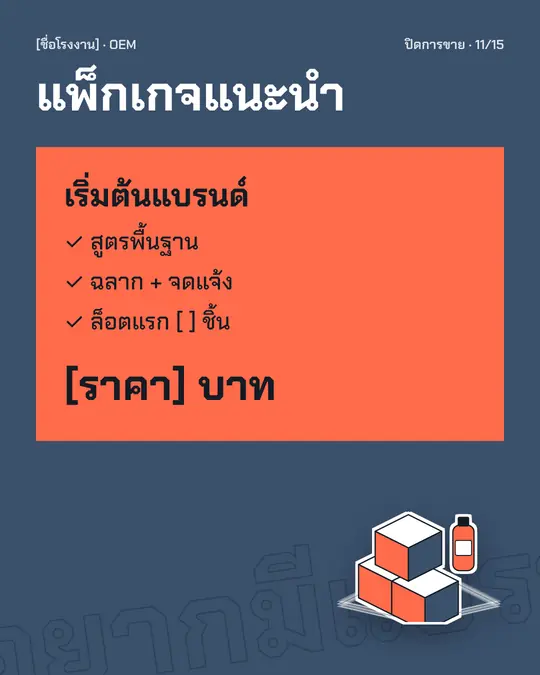 [ชื่อโรงงาน] · OEM
ปิดการขาย · 11/15
แพ็กเกจแนะนำ
เริ่มต้นแบรนด์
✓ สูตรพื้นฐาน
✓ ฉลาก + จดแจ้ง
✓ ล็อตแรก [ ] ชิ้น
[ราคา] บาท